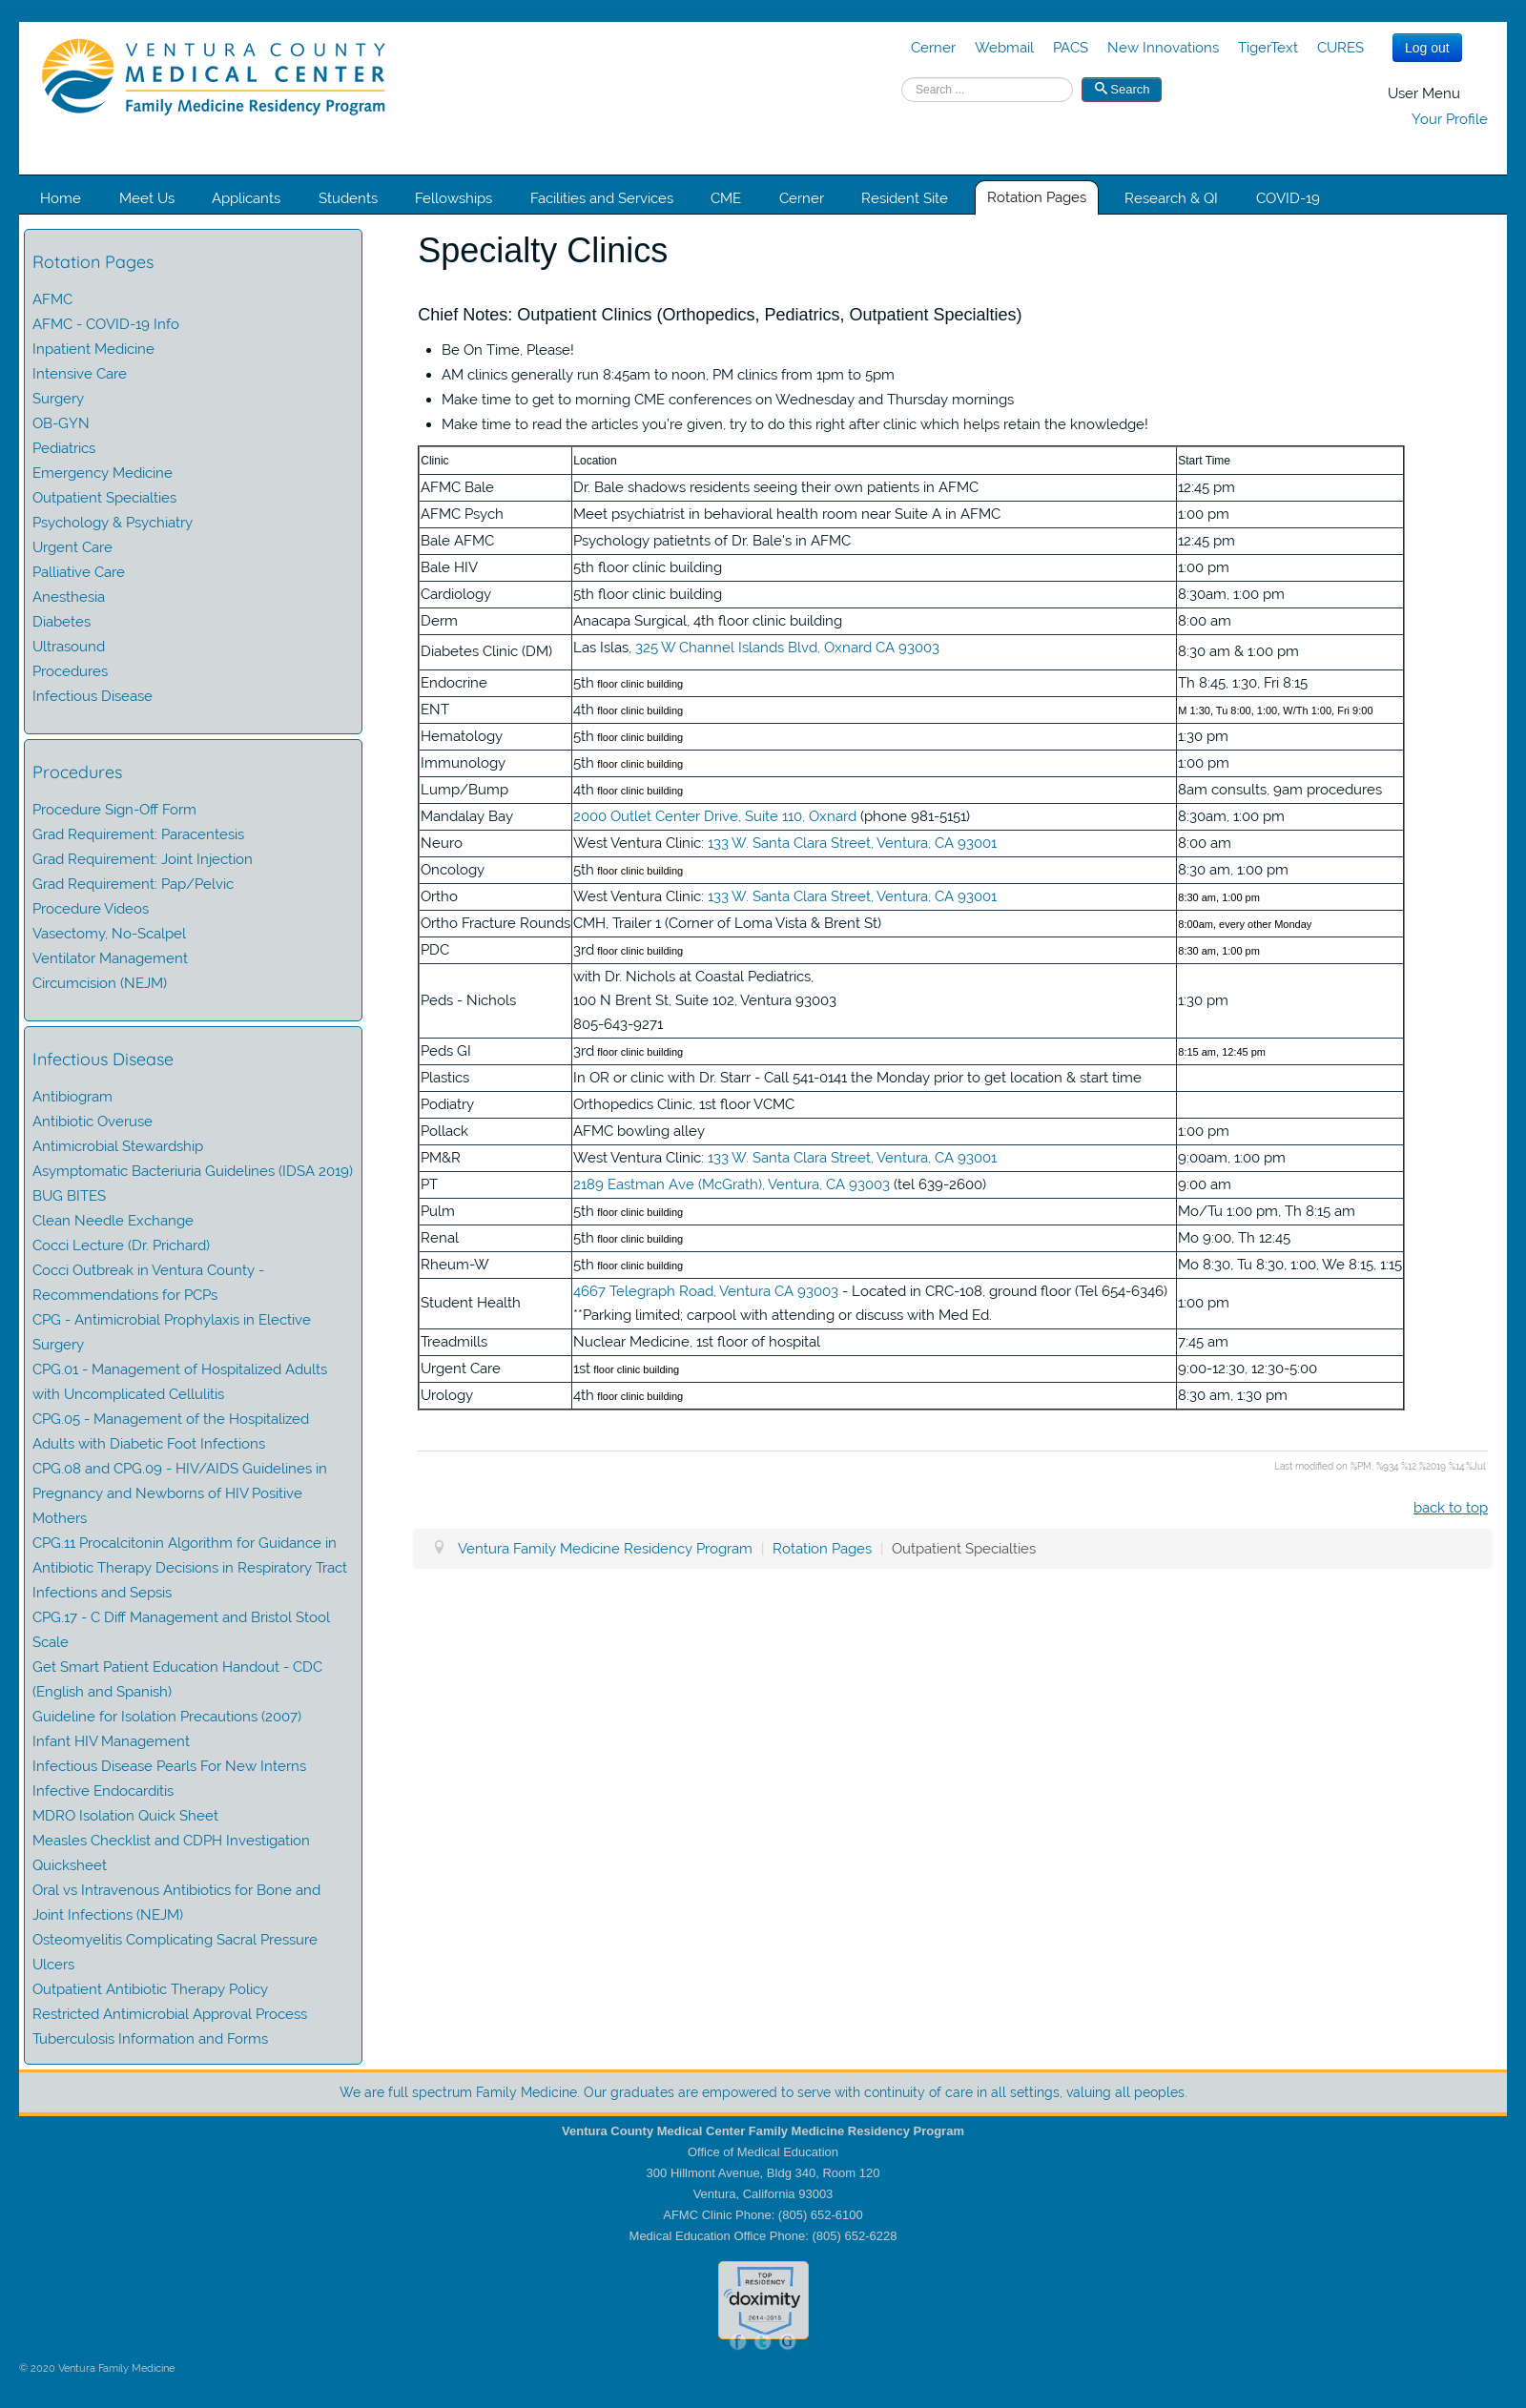 VENTURA COUNTY
MEDICAL CENTER
Family Medicine Residency Program
Cerner Webmail PACS New Innovations TigerText CURES Log out
Search ... Search
User Menu
Your Profile
Home Meet Us Applicants Students Fellowships Facilities and Services CME Cerner Resident Site Rotation Pages Research & QI COVID-19
Rotation Pages
AFMC
AFMC - COVID-19 Info
Inpatient Medicine
Intensive Care
Surgery
OB-GYN
Pediatrics
Emergency Medicine
Outpatient Specialties
Psychology & Psychiatry
Urgent Care
Palliative Care
Anesthesia
Diabetes
Ultrasound
Procedures
Infectious Disease
Procedures
Procedure Sign-Off Form
Grad Requirement: Paracentesis
Grad Requirement: Joint Injection
Grad Requirement: Pap/Pelvic
Procedure Videos
Vasectomy, No-Scalpel
Ventilator Management
Circumcision (NEJM)
Infectious Disease
Antibiogram
Antibiotic Overuse
Antimicrobial Stewardship
Asymptomatic Bacteriuria Guidelines (IDSA 2019)
BUG BITES
Clean Needle Exchange
Cocci Lecture (Dr. Prichard)
Cocci Outbreak in Ventura County -
Recommendations for PCPs
CPG - Antimicrobial Prophylaxis in Elective
Surgery
CPG.01 - Management of Hospitalized Adults
with Uncomplicated Cellulitis
CPG.05 - Management of the Hospitalized
Adults with Diabetic Foot Infections
CPG.08 and CPG.09 - HIV/AIDS Guidelines in
Pregnancy and Newborns of HIV Positive
Mothers
CPG.11 Procalcitonin Algorithm for Guidance in
Antibiotic Therapy Decisions in Respiratory Tract
Infections and Sepsis
CPG.17 - C Diff Management and Bristol Stool
Scale
Get Smart Patient Education Handout - CDC
(English and Spanish)
Guideline for Isolation Precautions (2007)
Infant HIV Management
Infectious Disease Pearls For New Interns
Infective Endocarditis
MDRO Isolation Quick Sheet
Measles Checklist and CDPH Investigation
Quicksheet
Oral vs Intravenous Antibiotics for Bone and
Joint Infections (NEJM)
Osteomyelitis Complicating Sacral Pressure
Ulcers
Outpatient Antibiotic Therapy Policy
Restricted Antimicrobial Approval Process
Tuberculosis Information and Forms
Specialty Clinics
Chief Notes: Outpatient Clinics (Orthopedics, Pediatrics, Outpatient Specialties)
• Be On Time, Please!
• AM clinics generally run 8:45am to noon, PM clinics from 1pm to 5pm
• Make time to get to morning CME conferences on Wednesday and Thursday mornings
• Make time to read the articles you're given, try to do this right after clinic which helps retain the knowledge!
Clinic Location Start Time
AFMC Bale Dr. Bale shadows residents seeing their own patients in AFMC 12:45 pm
AFMC Psych Meet psychiatrist in behavioral health room near Suite A in AFMC 1:00 pm
Bale AFMC Psychology patietnts of Dr. Bale's in AFMC 12:45 pm
Bale HIV 5th floor clinic building 1:00 pm
Cardiology 5th floor clinic building 8:30am, 1:00 pm
Derm Anacapa Surgical, 4th floor clinic building 8:00 am
Diabetes Clinic (DM) Las Islas, 325 W Channel Islands Blvd, Oxnard CA 93003 8:30 am & 1:00 pm
Endocrine 5th floor clinic building Th 8:45, 1:30, Fri 8:15
ENT 4th floor clinic building M 1:30, Tu 8:00, 1:00, W/Th 1:00, Fri 9:00
Hematology 5th floor clinic building 1:30 pm
Immunology 5th floor clinic building 1:00 pm
Lump/Bump 4th floor clinic building 8am consults, 9am procedures
Mandalay Bay 2000 Outlet Center Drive, Suite 110, Oxnard (phone 981-5151) 8:30am, 1:00 pm
Neuro West Ventura Clinic: 133 W. Santa Clara Street, Ventura, CA 93001 8:00 am
Oncology 5th floor clinic building 8:30 am, 1:00 pm
Ortho West Ventura Clinic: 133 W. Santa Clara Street, Ventura, CA 93001 8:30 am, 1:00 pm
Ortho Fracture Rounds CMH, Trailer 1 (Corner of Loma Vista & Brent St) 8:00am, every other Monday
PDC 3rd floor clinic building 8:30 am, 1:00 pm
with Dr. Nichols at Coastal Pediatrics,
Peds - Nichols 100 N Brent St, Suite 102, Ventura 93003 1:30 pm
805-643-9271
Peds GI 3rd floor clinic building 8:15 am, 12:45 pm
Plastics In OR or clinic with Dr. Starr - Call 541-0141 the Monday prior to get location & start time
Podiatry Orthopedics Clinic, 1st floor VCMC
Pollack AFMC bowling alley 1:00 pm
PM&R West Ventura Clinic: 133 W. Santa Clara Street, Ventura, CA 93001 9:00am, 1:00 pm
PT 2189 Eastman Ave (McGrath), Ventura, CA 93003 (tel 639-2600) 9:00 am
Pulm 5th floor clinic building Mo/Tu 1:00 pm, Th 8:15 am
Renal 5th floor clinic building Mo 9:00, Th 12:45
Rheum-W 5th floor clinic building Mo 8:30, Tu 8:30, 1:00, We 8:15, 1:15
4667 Telegraph Road, Ventura CA 93003 - Located in CRC-108, ground floor (Tel 654-6346)
Student Health 1:00 pm
**Parking limited; carpool with attending or discuss with Med Ed.
Treadmills Nuclear Medicine, 1st floor of hospital 7:45 am
Urgent Care 1st floor clinic building 9:00-12:30, 12:30-5:00
Urology 4th floor clinic building 8:30 am, 1:30 pm
Last modified on %PM, %934 %12 %2019 %14:%Jul
back to top
Ventura Family Medicine Residency Program | Rotation Pages | Outpatient Specialties
We are full spectrum Family Medicine. Our graduates are empowered to serve with continuity of care in all settings, valuing all peoples.
Ventura County Medical Center Family Medicine Residency Program
Office of Medical Education
300 Hillmont Avenue, Bldg 340, Room 120
Ventura, California 93003
AFMC Clinic Phone: (805) 652-6100
Medical Education Office Phone: (805) 652-6228
TOP
RESIDENCY
doximity
2014-2015
f t G
© 2020 Ventura Family Medicine